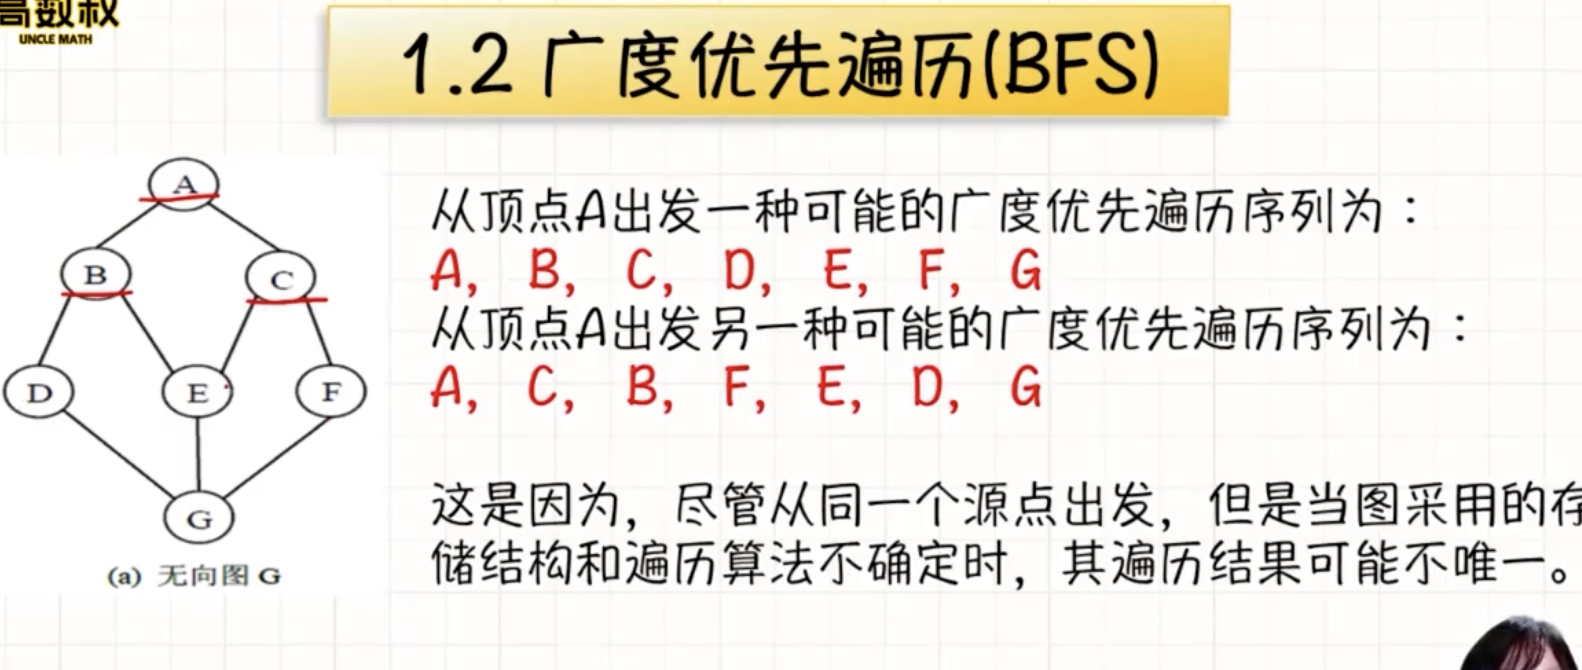 高数叔
UNCLE MATH
1.2 广度优先遍历(BFS)
A
B
C
D
E
F
G
(a) 无向图 G
从顶点A出发一种可能的广度优先遍历序列为：
A, B, C, D, E, F, G
从顶点A出发另一种可能的广度优先遍历序列为：
A, C, B, F, E, D, G
这是因为, 尽管从同一个源点出发, 但是当图采用的存
储结构和遍历算法不确定时, 其遍历结果可能不唯一。